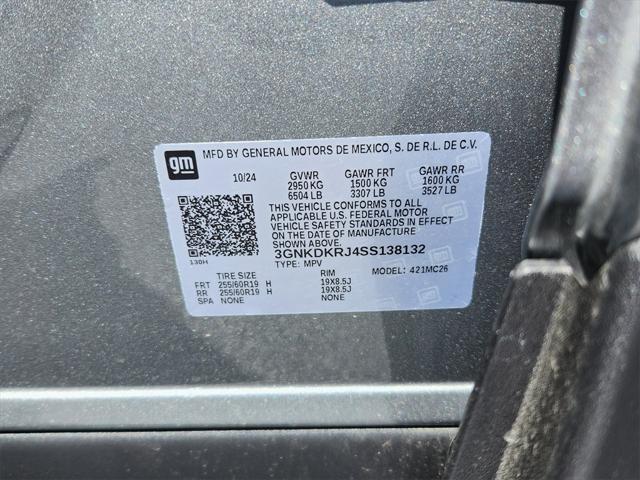 gm MFD BY GENERAL MOTORS DE MEXICO, S. DE R.L. DE C.V.
10/24 GVWR GAWR FRT GAWR RR
2950 KG 1500 KG 1600 KG
6504 LB 3307 LB 3527 LB
THIS VEHICLE CONFORMS TO ALL
APPLICABLE U.S. FEDERAL MOTOR
VEHICLE SAFETY STANDARDS IN EFFECT
ON THE DATE OF MANUFACTURE
SHOWN ABOVE.
3GNKDKRJ4SS138132
130H
TYPE: MPV MODEL: 421MC26
TIRE SIZE RIM
FRT 255/60R19 H 19X8.5J
RR 255/60R19 H 19X8.5J
SPA NONE NONE